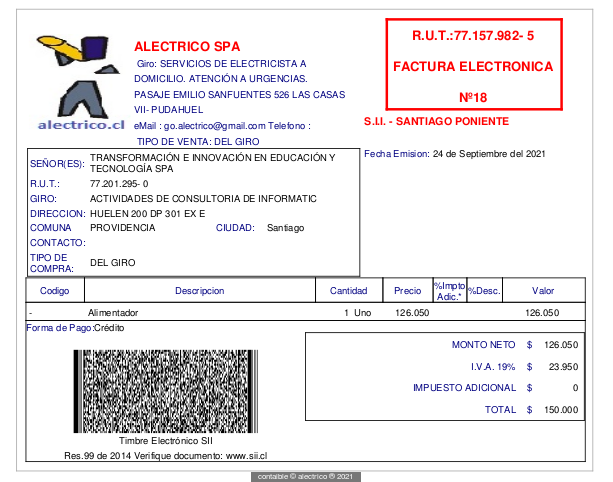 alectrico.cl
ALECTRICO SPA
Giro: SERVICIOS DE ELECTRICISTA A
DOMICILIO. ATENCIÓN A URGENCIAS.
PASAJE EMILIO SANFUENTES 526 LAS CASAS
VII- PUDAHUEL
eMail : go.alectrico@gmail.com Telefono :
TIPO DE VENTA: DEL GIRO
R.U.T.:77.157.982- 5
FACTURA ELECTRONICA
Nº18
S.I.I. - SANTIAGO PONIENTE
Fecha Emision: 24 de Septiembre del 2021
SEÑOR(ES): TRANSFORMACIÓN E INNOVACIÓN EN EDUCACIÓN Y
TECNOLOGÍA SPA
R.U.T.: 77.201.295- 0
GIRO: ACTIVIDADES DE CONSULTORIA DE INFORMATIC
DIRECCION: HUELEN 200 DP 301 EX E
COMUNA PROVIDENCIA CIUDAD: Santiago
CONTACTO:
TIPO DE
COMPRA: DEL GIRO
Codigo Descripcion Cantidad Precio %Impto Adic.* %Desc. Valor
- Alimentador 1 Uno 126.050 126.050
Forma de Pago:Crédito
MONTO NETO $ 126.050
I.V.A. 19% $ 23.950
IMPUESTO ADICIONAL $ 0
TOTAL $ 150.000
Timbre Electrónico SII
Res.99 de 2014 Verifique documento: www.sii.cl
contaible © alectrico ® 2021